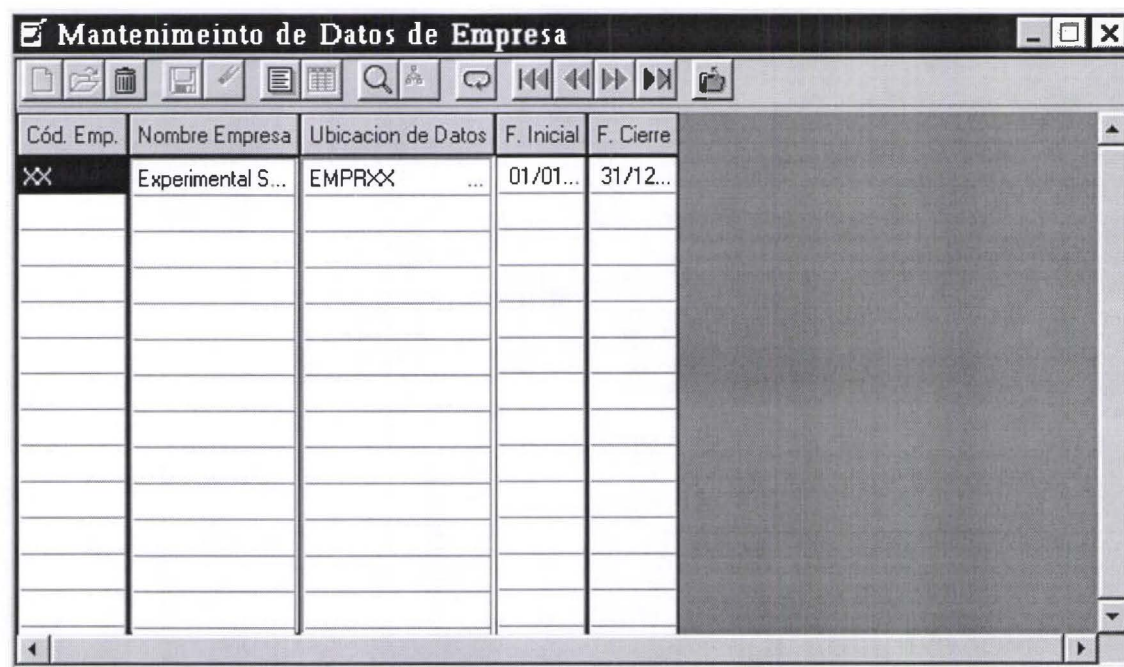 Mantenimeinto de Datos de Empresa
Cód. Emp. Nombre Empresa Ubicacion de Datos F. Inicial F. Cierre
XX Experimental S... EMPRXX ... 01/01... 31/12...